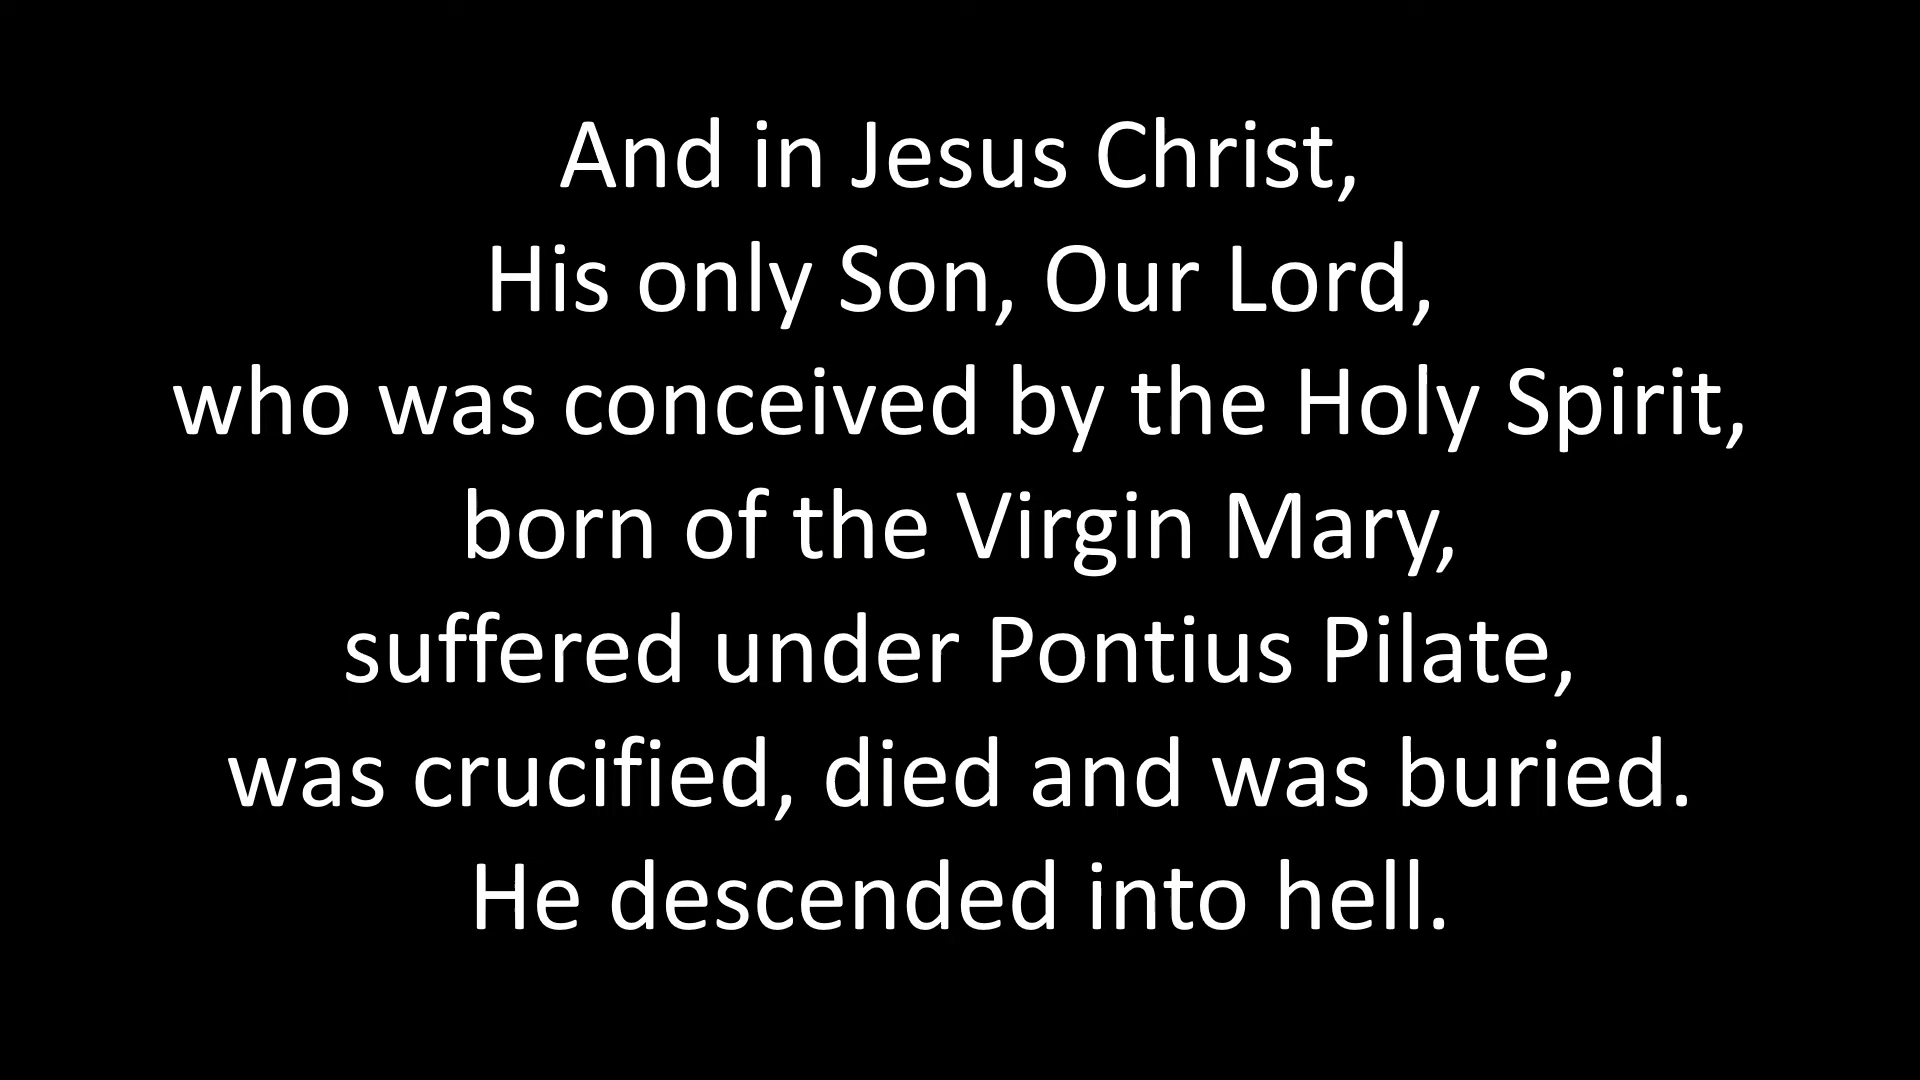 And in Jesus Christ,
His only Son, Our Lord,
who was conceived by the Holy Spirit,
born of the Virgin Mary,
suffered under Pontius Pilate,
was crucified, died and was buried.
He descended into hell.